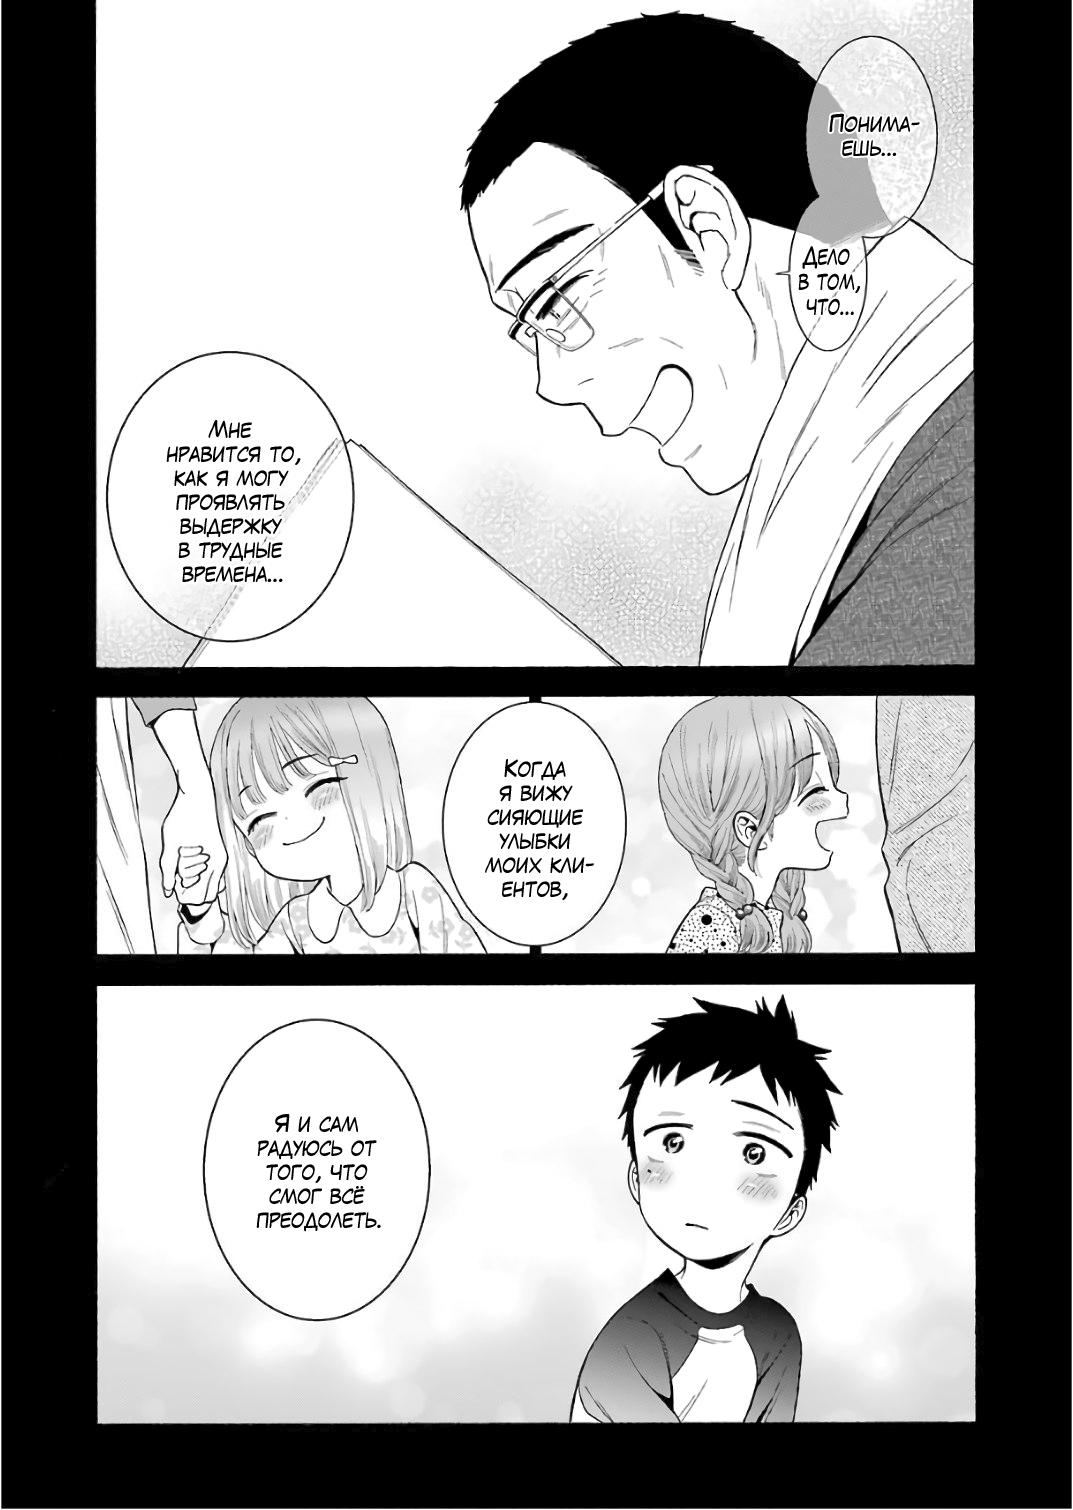 Понима-
ешь...
Дело
в том,
что...
Мне
нравится то,
как я могу
проявлять
выдержку
в трудные
времена...
Когда
я вижу
сияющие
улыбки
моих кли-
ентов,
Я и сам
радуюсь от
того, что
смог всё
преодолеть.